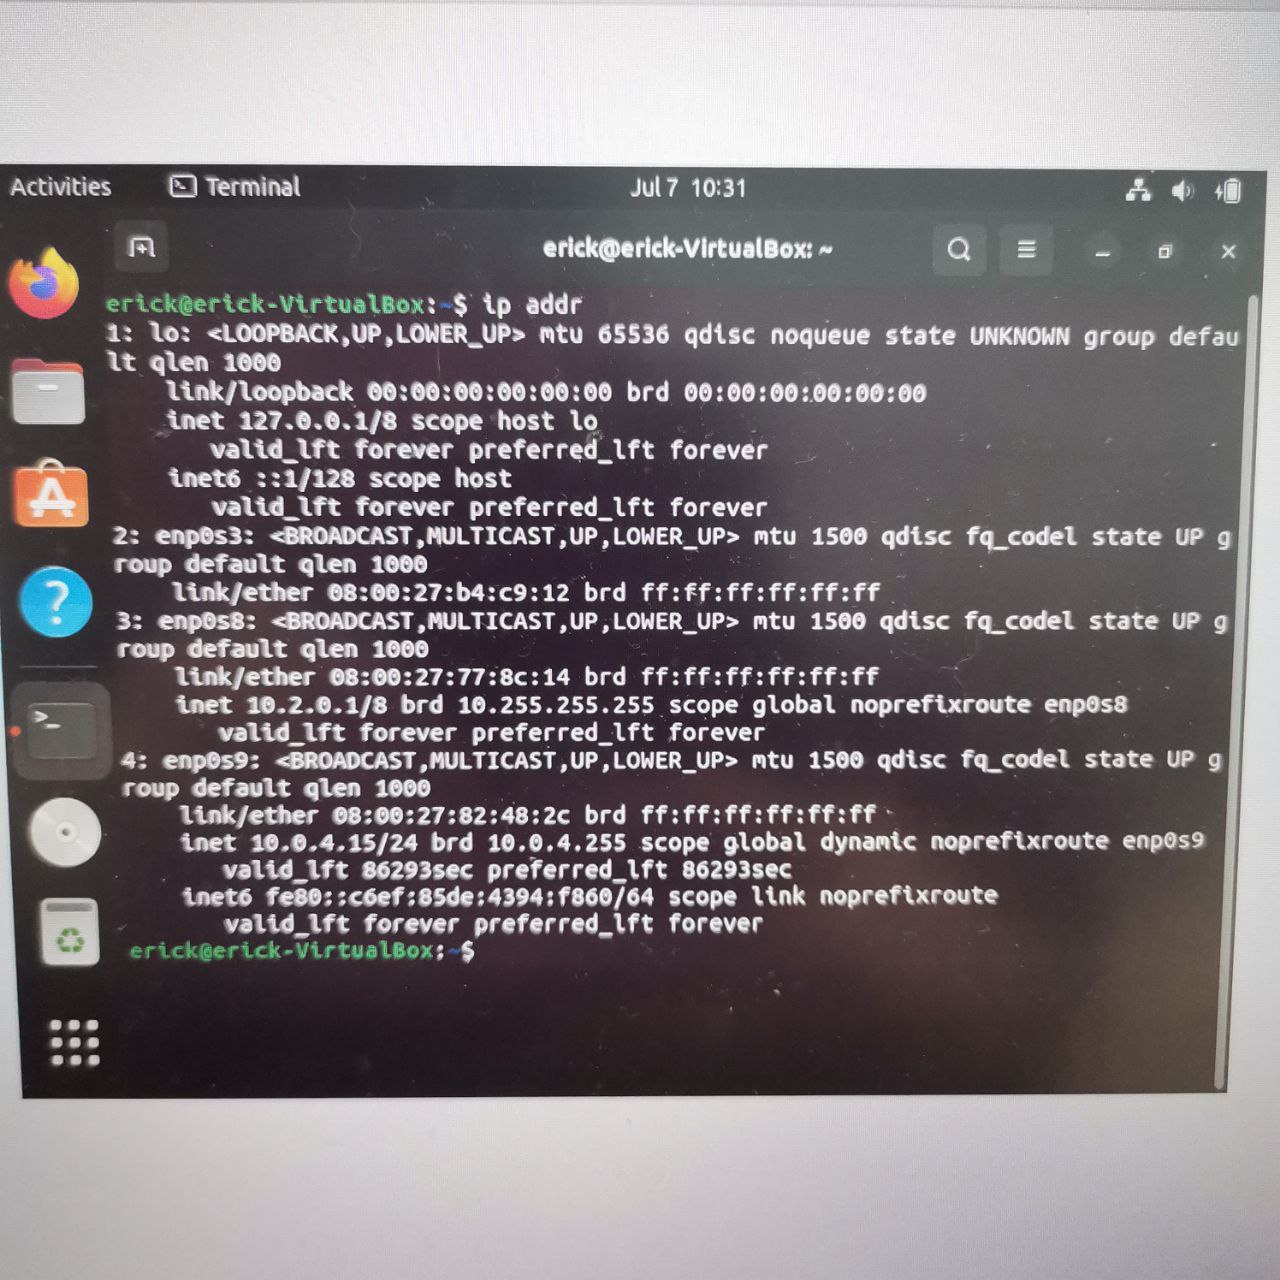 Activities
Terminal
Jul 7 10:31
erick@erick-VirtualBox: ~
erick@erick-VirtualBox:~$ ip addr
1: lo: <LOOPBACK,UP,LOWER_UP> mtu 65536 qdisc noqueue state UNKNOWN group defau
lt qlen 1000
link/loopback 00:00:00:00:00:00 brd 00:00:00:00:00:00
inet 127.0.0.1/8 scope host lo
valid_lft forever preferred_lft forever
inet6 ::1/128 scope host
valid_lft forever preferred_lft forever
2: enp0s3: <BROADCAST,MULTICAST,UP,LOWER_UP> mtu 1500 qdisc fq_codel state UP g
roup default qlen 1000
link/ether 08:00:27:b4:c9:12 brd ff:ff:ff:ff:ff:ff
3: enp0s8: <BROADCAST,MULTICAST,UP,LOWER_UP> mtu 1500 qdisc fq_codel state UP g
roup default qlen 1000
link/ether 08:00:27:77:8c:14 brd ff:ff:ff:ff:ff:ff
inet 10.2.0.1/8 brd 10.255.255.255 scope global noprefixroute enp0s8
valid_lft forever preferred_lft forever
4: enp0s9: <BROADCAST,MULTICAST,UP,LOWER_UP> mtu 1500 qdisc fq_codel state UP g
roup default qlen 1000
link/ether 08:00:27:82:48:2c brd ff:ff:ff:ff:ff:ff
inet 10.0.4.15/24 brd 10.0.4.255 scope global dynamic noprefixroute enp0s9
valid_lft 86293sec preferred_lft 86293sec
inet6 fe80::c6ef:85de:4394:f860/64 scope link noprefixroute
valid_lft forever preferred_lft forever
erick@erick-VirtualBox:~$